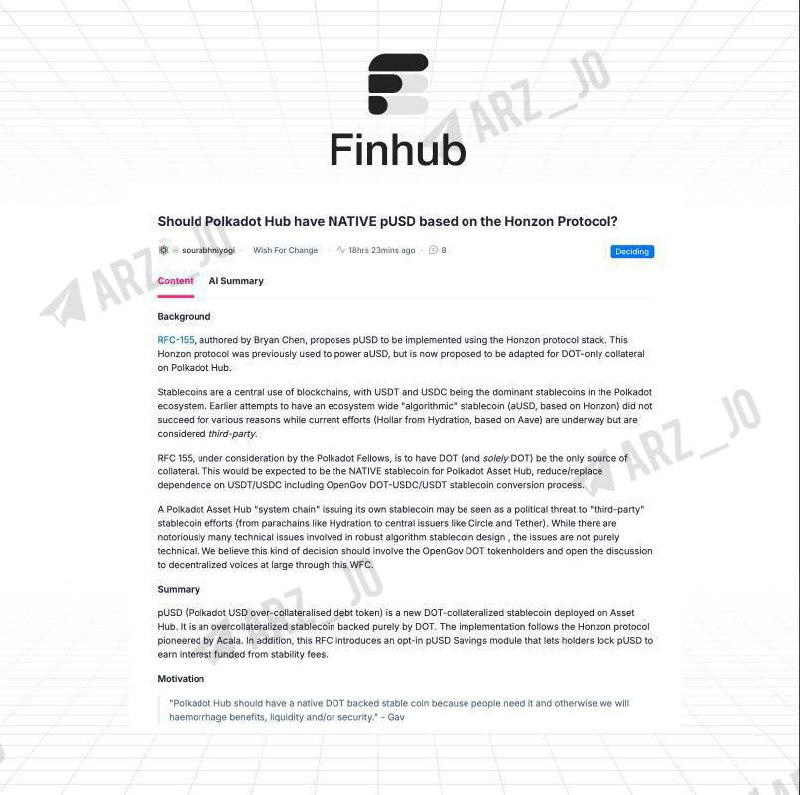 ARZ_JO
Finhub
Should Polkadot Hub have NATIVE pUSD based on the Honzon Protocol?
sourabhniyogi · Wish For Change · 18hrs 23mins ago · 8
Deciding
ARZ_JO
Content AI Summary
Background
RFC-155, authored by Bryan Chen, proposes pUSD to be implemented using the Honzon protocol stack. This
Honzon protocol was previously used to power aUSD, but is now proposed to be adapted for DOT-only collateral
on Polkadot Hub.
Stablecoins are a central use of blockchains, with USDT and USDC being the dominant stablecoins in the Polkadot
ecosystem. Earlier attempts to have an ecosystem wide "algorithmic" stablecoin (aUSD, based on Honzon) did not
succeed for various reasons while current efforts (Hollar from Hydration, based on Aave) are underway but are
considered third-party.
ARZ_JO
RFC 155, under consideration by the Polkadot Fellows, is to have DOT (and solely DOT) be the only source of
collateral. This would be expected to be the NATIVE stablecoin for Polkadot Asset Hub, reduce/replace
dependence on USDT/USDC including OpenGov DOT-USDC/USDT stablecoin conversion process.
A Polkadot Asset Hub "system chain" issuing its own stablecoin may be seen as a political threat to "third-party"
stablecoin efforts (from parachains like Hydration to central issuers like Circle and Tether). While there are
notoriously many technical issues involved in robust algorithm stablecoin design , the issues are not purely
technical. We believe this kind of decision should involve the OpenGov DOT tokenholders and open the discussion
to decentralized voices at large through this WFC.
Summary
ARZ_JO
pUSD (Polkadot USD over-collateralised debt token) is a new DOT-collateralized stablecoin deployed on Asset
Hub. It is an overcollateralized stablecoin backed purely by DOT. The implementation follows the Honzon protocol
pioneered by Acala. In addition, this RFC introduces an opt-in pUSD Savings module that lets holders lock pUSD to
earn interest funded from stability fees.
Motivation
"Polkadot Hub should have a native DOT backed stable coin because people need it and otherwise we will
haemorrhage benefits, liquidity and/or security." - Gav